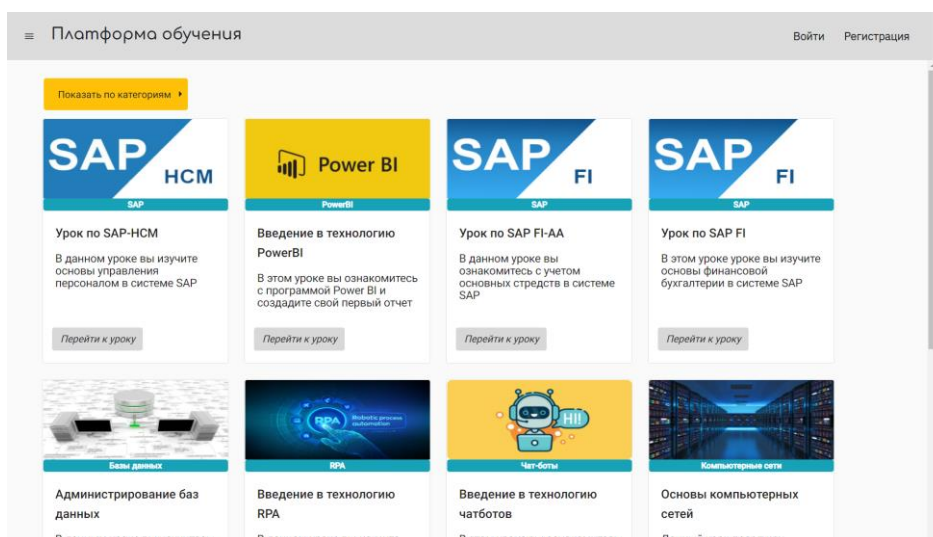 Платформа обучения
Войти Регистрация
Показать по категориям
SAP HCM
SAP
Урок по SAP-HCM
В данном уроке вы изучите
основы управления
персоналом в системе SAP
Перейти к уроку
Power BI
PowerBI
Введение в технологию
PowerBI
В этом уроке вы ознакомитесь
с программой Power BI и
создадите свой первый отчет
Перейти к уроку
SAP FI
SAP
Урок по SAP FI-AA
В данном уроке вы
ознакомитесь с учетом
основных стредств в системе
SAP
Перейти к уроку
SAP FI
SAP
Урок по SAP FI
В этом уроке уроке вы изучите
основы финансовой
бухгалтерии в системе SAP
Перейти к уроку
Базы данных
Администрирование баз
данных
RPA
Robotic process
automation
RPA
Введение в технологию
RPA
HI!
Чат-боты
Введение в технологию
чатботов
Компьютерные сети
Основы компьютерных
сетей